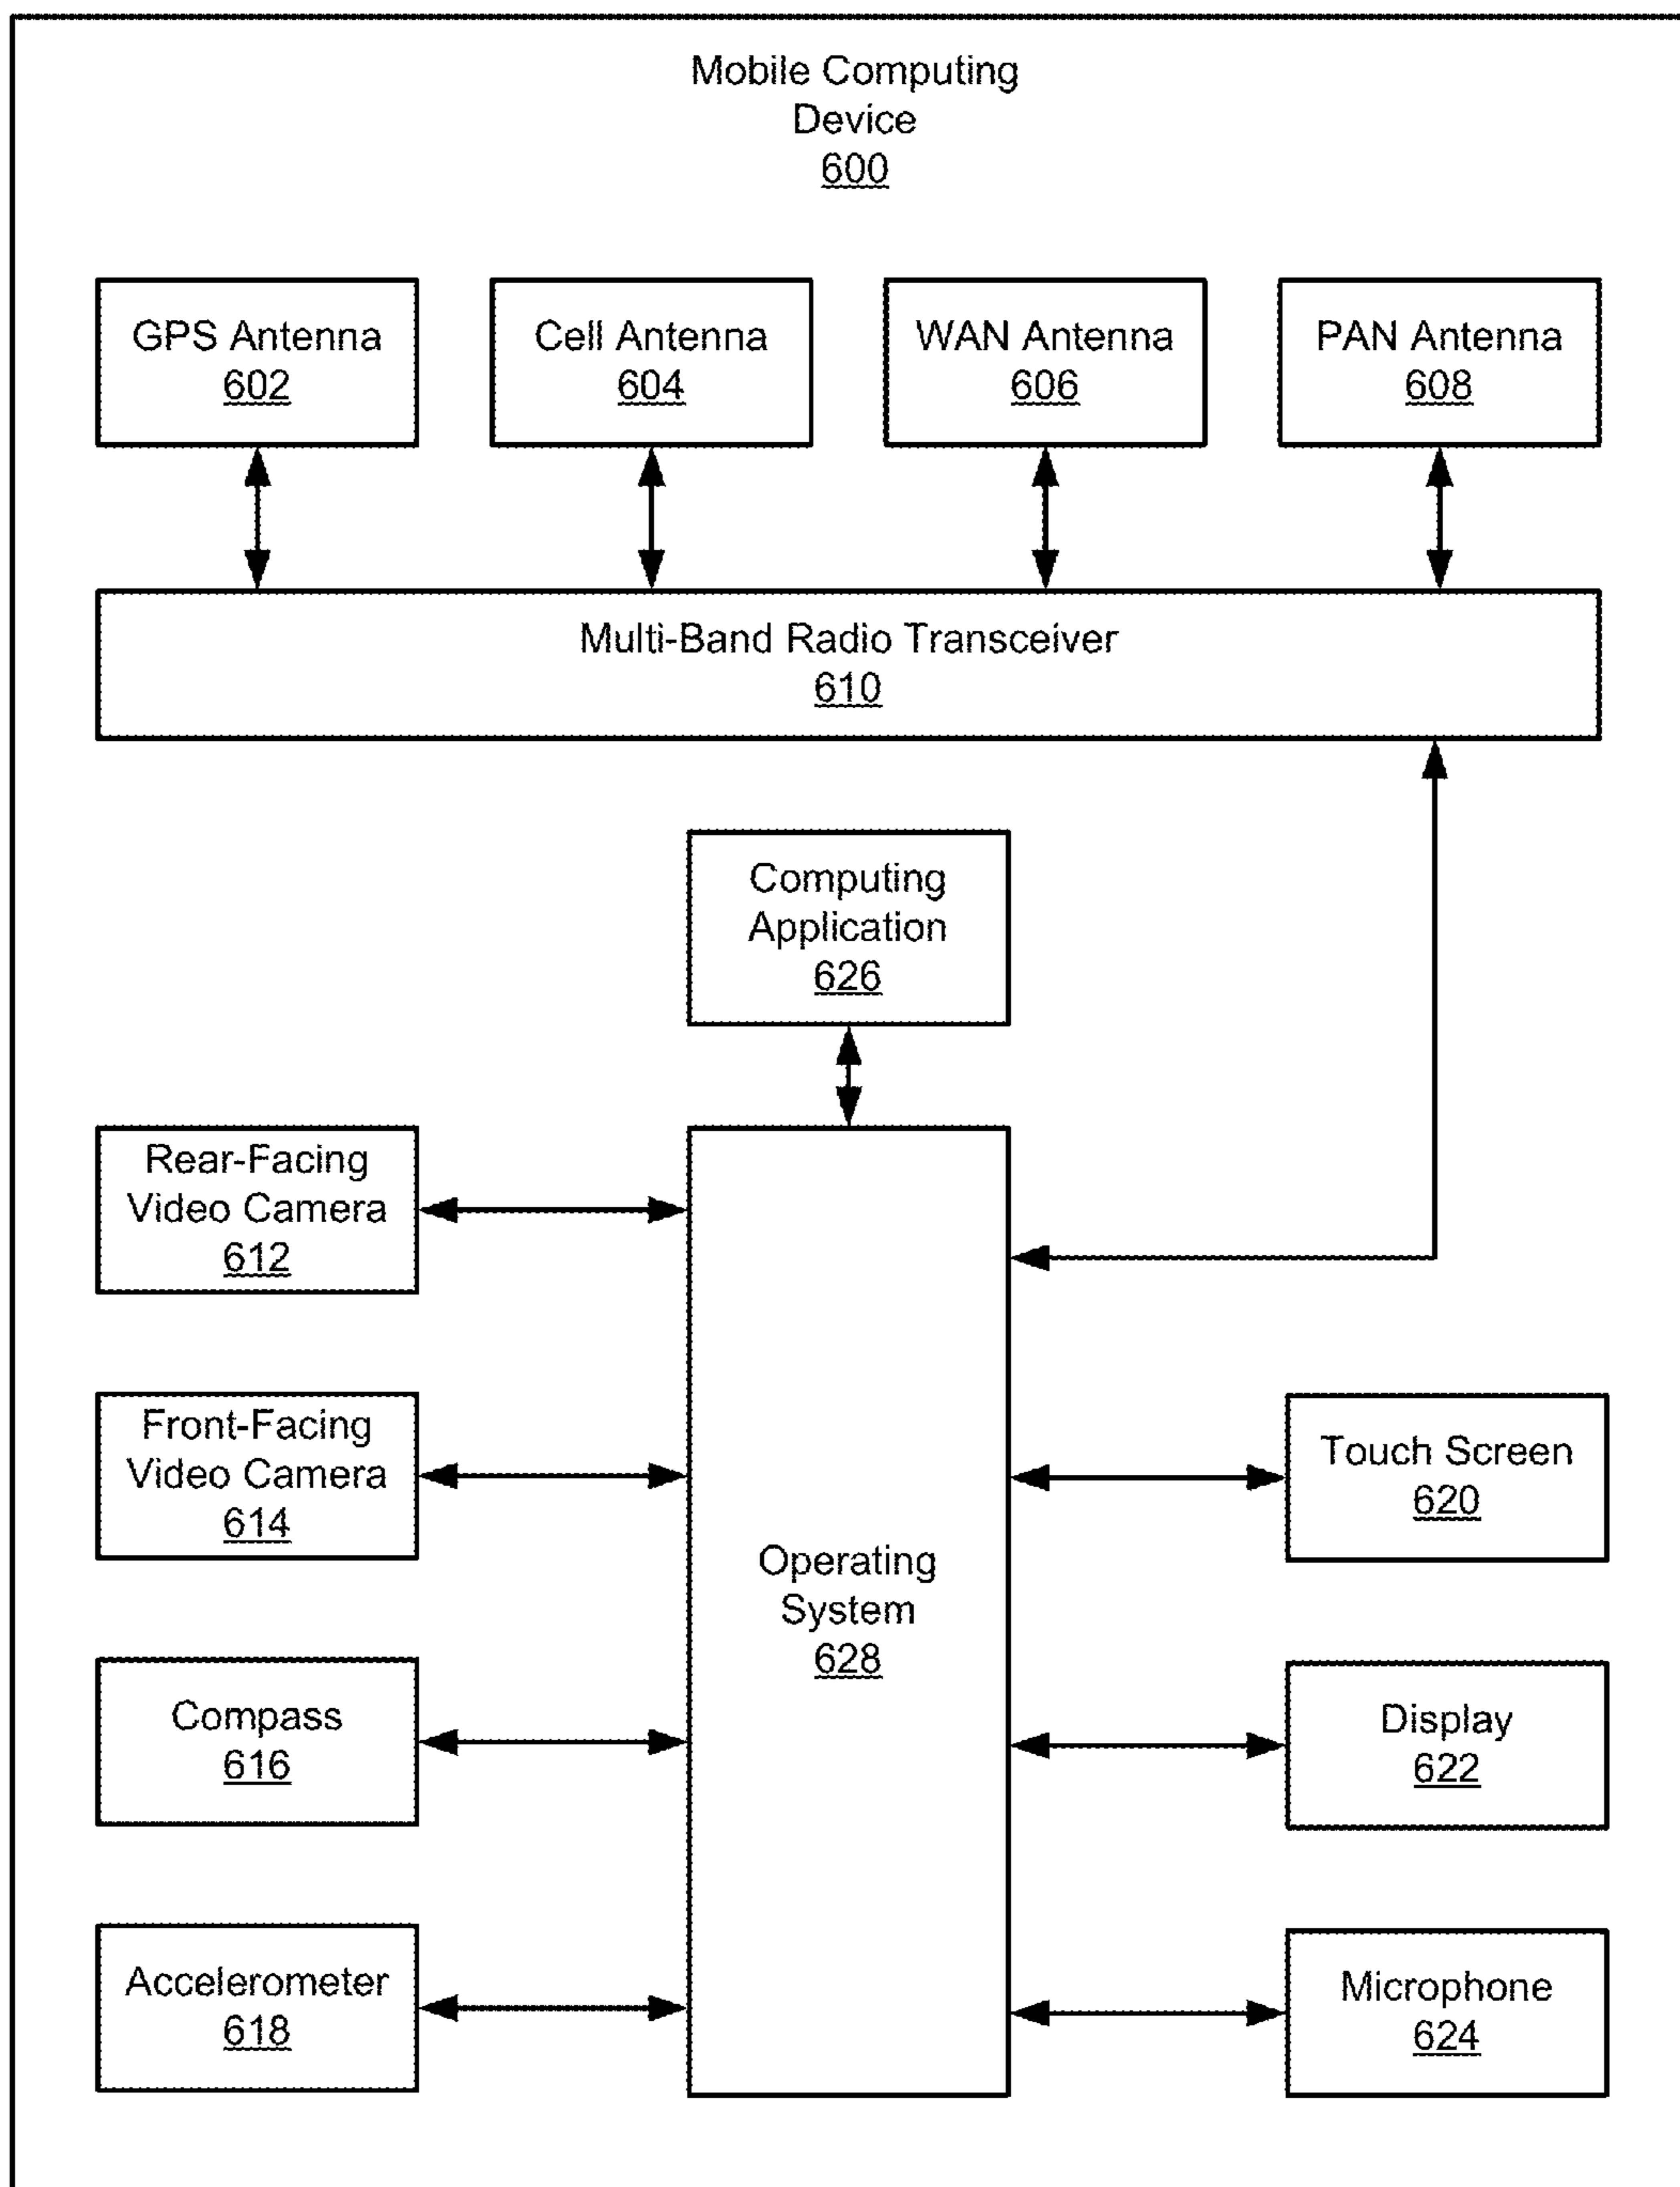 Mobile Computing
Device
600
GPS Antenna
602
Cell Antenna
604
WAN Antenna
606
PAN Antenna
608
Multi-Band Radio Transceiver
610
Computing
Application
626
Rear-Facing
Video Camera
612
Front-Facing
Video Camera
614
Compass
616
Accelerometer
618
Operating
System
628
Touch Screen
620
Display
622
Microphone
624